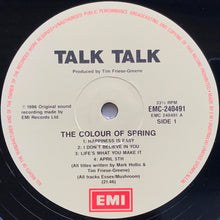 TALK TALK
Produced by Tim Friese-Greene
33⅓ RPM
EMC-240491
EMC 240491 A
SIDE 1
℗ 1986 Original sound
recording made by
EMI Records Ltd.
THE COLOUR OF SPRING
1. HAPPINESS IS EASY
2. I DON'T BELIEVE IN YOU
3. LIFE'S WHAT YOU MAKE IT
4. APRIL 5TH
(All titles written by Mark Hollis &
Tim Friese-Greene)
(All tracks Esses/Mushroom)
(21.46)
EMI